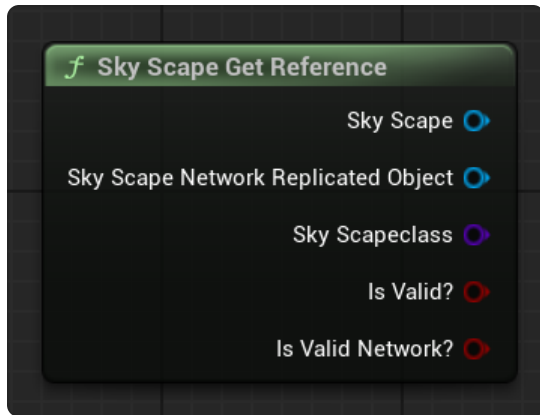 f Sky Scape Get Reference
Sky Scape
Sky Scape Network Replicated Object
Sky Scapeclass
Is Valid?
Is Valid Network?